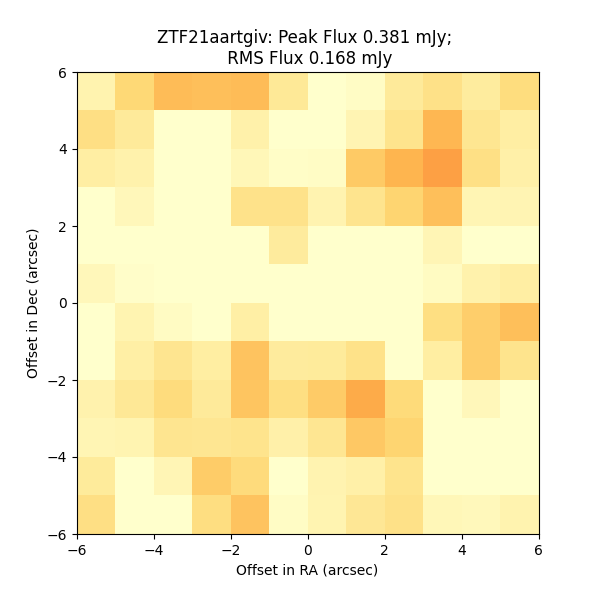 ZTF21aartgiv: Peak Flux 0.381 mJy;
RMS Flux 0.168 mJy
6
4
2
0
−2
−4
−6
Offset in Dec (arcsec)
−6 −4 −2 0 2 4 6
Offset in RA (arcsec)